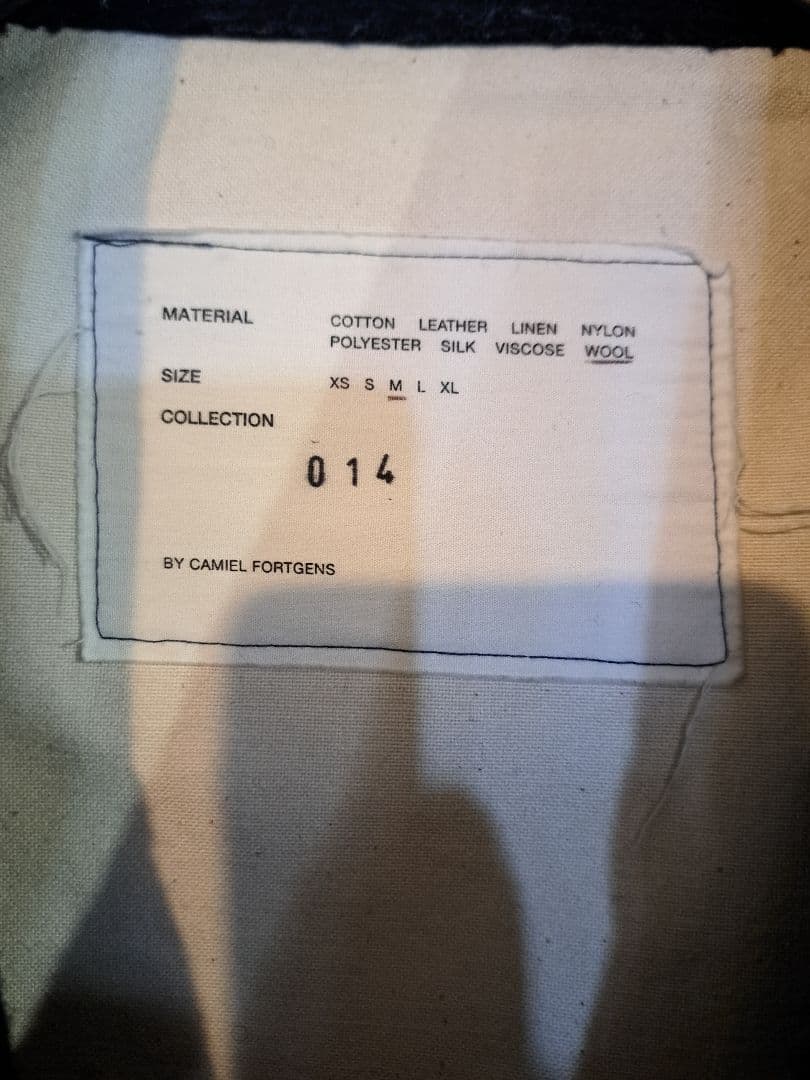 MATERIAL COTTON LEATHER LINEN NYLON
POLYESTER SILK VISCOSE WOOL
SIZE XS S M L XL
COLLECTION
014
BY CAMIEL FORTGENS